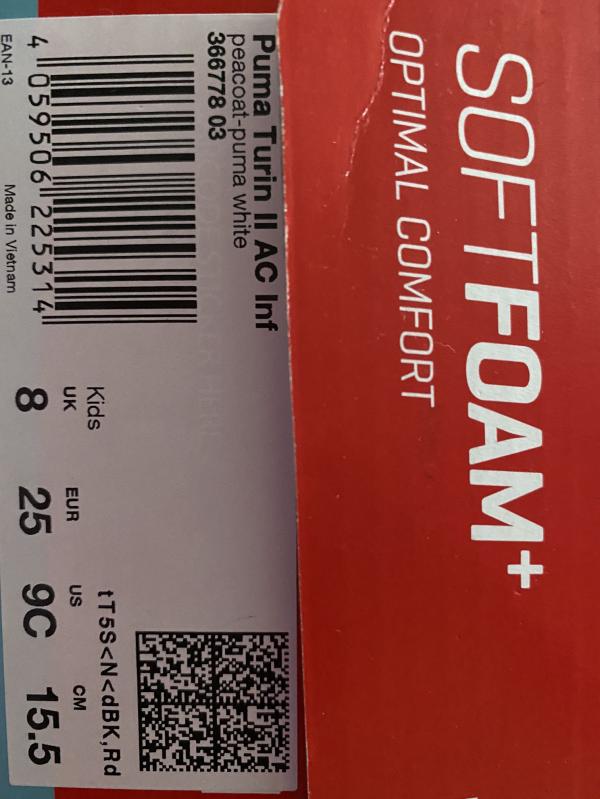 SOFTFOAM+
OPTIMAL COMFORT
Puma Turin II AC Inf
peacoat-puma white
366778 03
4 059506 225314
EAN-13
Made in Vietnam
Kids
UK EUR US CM
8 25 9C 15.5
tT5S<N<dBK,Rd